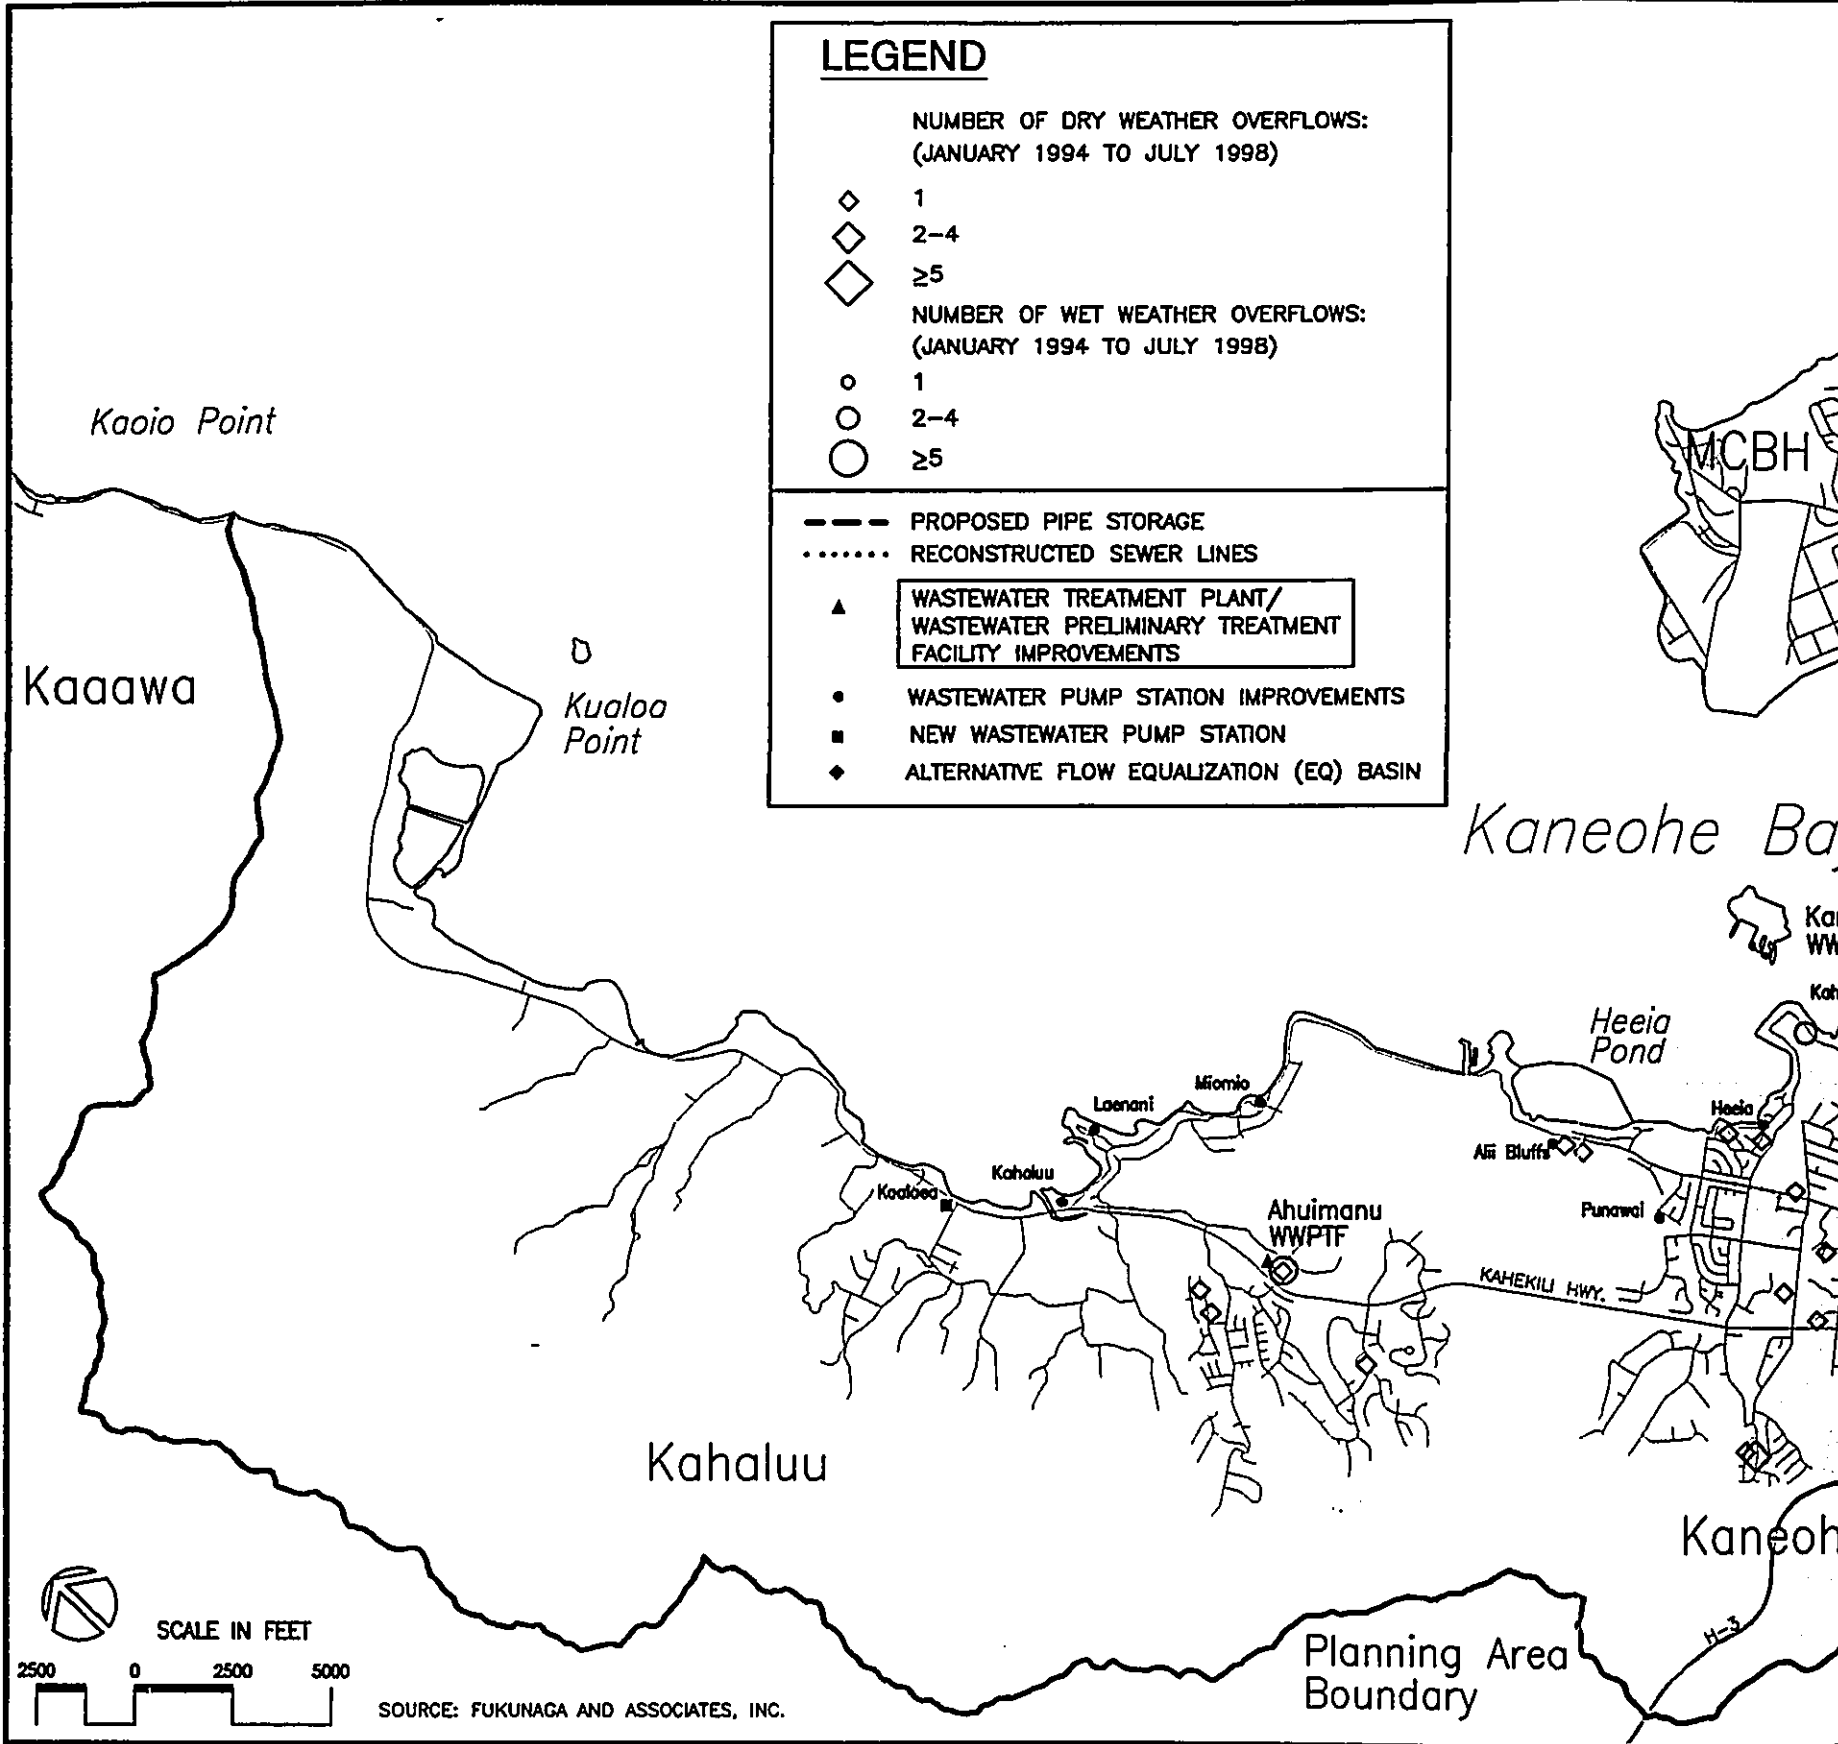 LEGEND
NUMBER OF DRY WEATHER OVERFLOWS:
(JANUARY 1994 TO JULY 1998)
1
2-4
≥5
NUMBER OF WET WEATHER OVERFLOWS:
(JANUARY 1994 TO JULY 1998)
1
2-4
≥5
PROPOSED PIPE STORAGE
RECONSTRUCTED SEWER LINES
WASTEWATER TREATMENT PLANT/
WASTEWATER PRELIMINARY TREATMENT
FACILITY IMPROVEMENTS
WASTEWATER PUMP STATION IMPROVEMENTS
NEW WASTEWATER PUMP STATION
ALTERNATIVE FLOW EQUALIZATION (EQ) BASIN
Kaoio Point
MCBH
Kaaawa
Kualoa
Point
Kaneohe Ba
Heeia
Pond
Miomio
Laenani
Heeia
Alii Bluffs
Kahaluu
Kaalaea
Punawai
Ahuimanu
WWPTF
KAHEKILI HWY.
Kahaluu
Kaneoh
H-3
Planning Area
Boundary
SCALE IN FEET
2500 0 2500 5000
SOURCE: FUKUNAGA AND ASSOCIATES, INC.